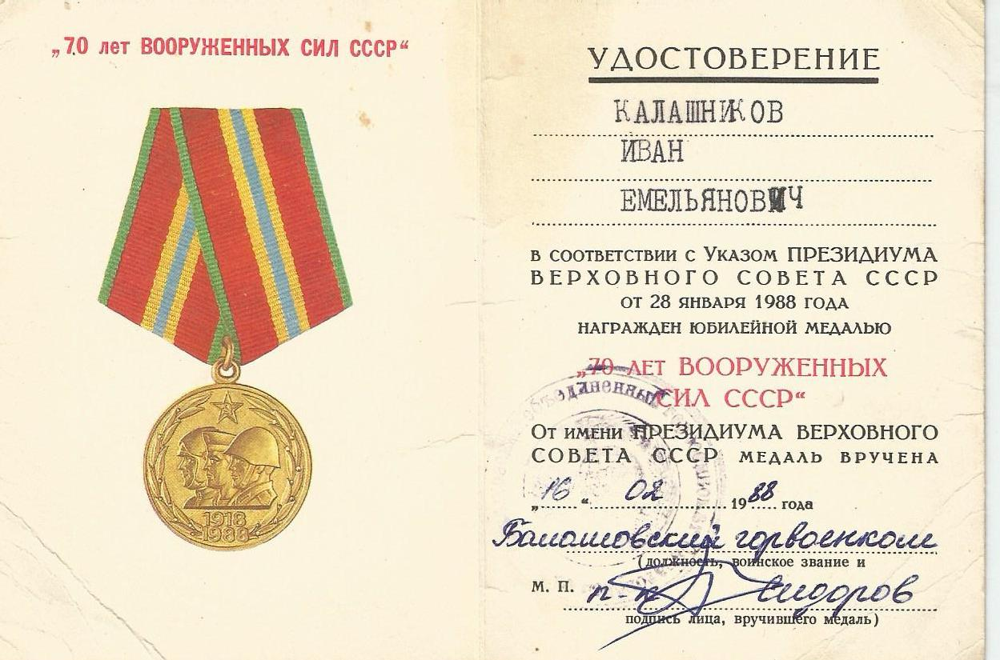 „70 лет ВООРУЖЕННЫХ СИЛ СССР“
1918
1988
УДОСТОВЕРЕНИЕ
КАЛАШНИКОВ
ИВАН
ЕМЕЛЬЯНОВИЧ
В СООТВЕТСТВИИ С УКАЗОМ ПРЕЗИДИУМА
ВЕРХОВНОГО СОВЕТА СССР
ОТ 28 ЯНВАРЯ 1988 ГОДА
НАГРАЖДЕН ЮБИЛЕЙНОЙ МЕДАЛЬЮ
„70 ЛЕТ ВООРУЖЕННЫХ
СИЛ СССР“
ОТ ИМЕНИ ПРЕЗИДИУМА ВЕРХОВНОГО
СОВЕТА СССР МЕДАЛЬ ВРУЧЕНА
объединенный
„16“ 02 1988 года
Балашовский горвоенком
(должность, воинское звание и
М. П. п-п-к Сидоров
подпись лица, вручившего медаль)